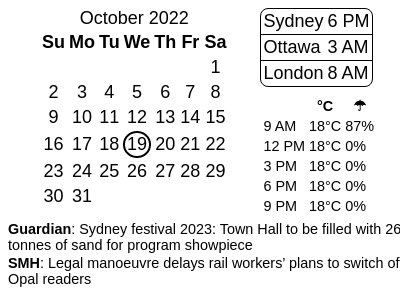 October 2022
Su Mo Tu We Th Fr Sa
1
2 3 4 5 6 7 8
9 10 11 12 13 14 15
16 17 18 19 20 21 22
23 24 25 26 27 28 29
30 31
Sydney 6 PM
Ottawa 3 AM
London 8 AM
°C ☂
9 AM 18°C 87%
12 PM 18°C 0%
3 PM 18°C 0%
6 PM 18°C 0%
9 PM 18°C 0%
Guardian: Sydney festival 2023: Town Hall to be filled with 26
tonnes of sand for program showpiece
SMH: Legal manoeuvre delays rail workers’ plans to switch of
Opal readers